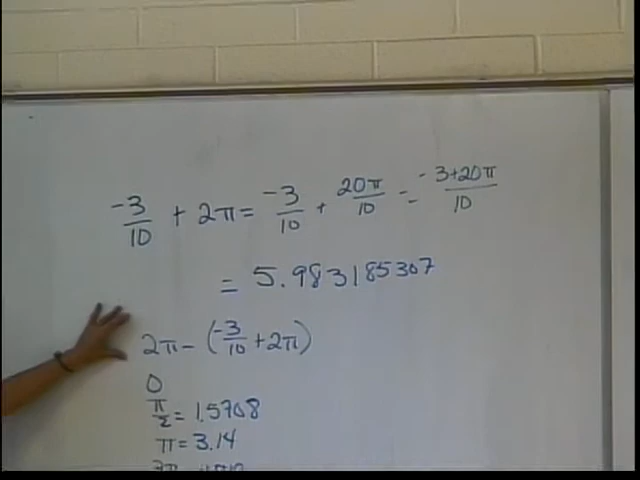 -3/10 + 2π = -3/10 + 20π/10 = -3+20π/10
= 5.983185307
2π - (-3/10 + 2π)
0
π/2 = 1.5708
π = 3.14